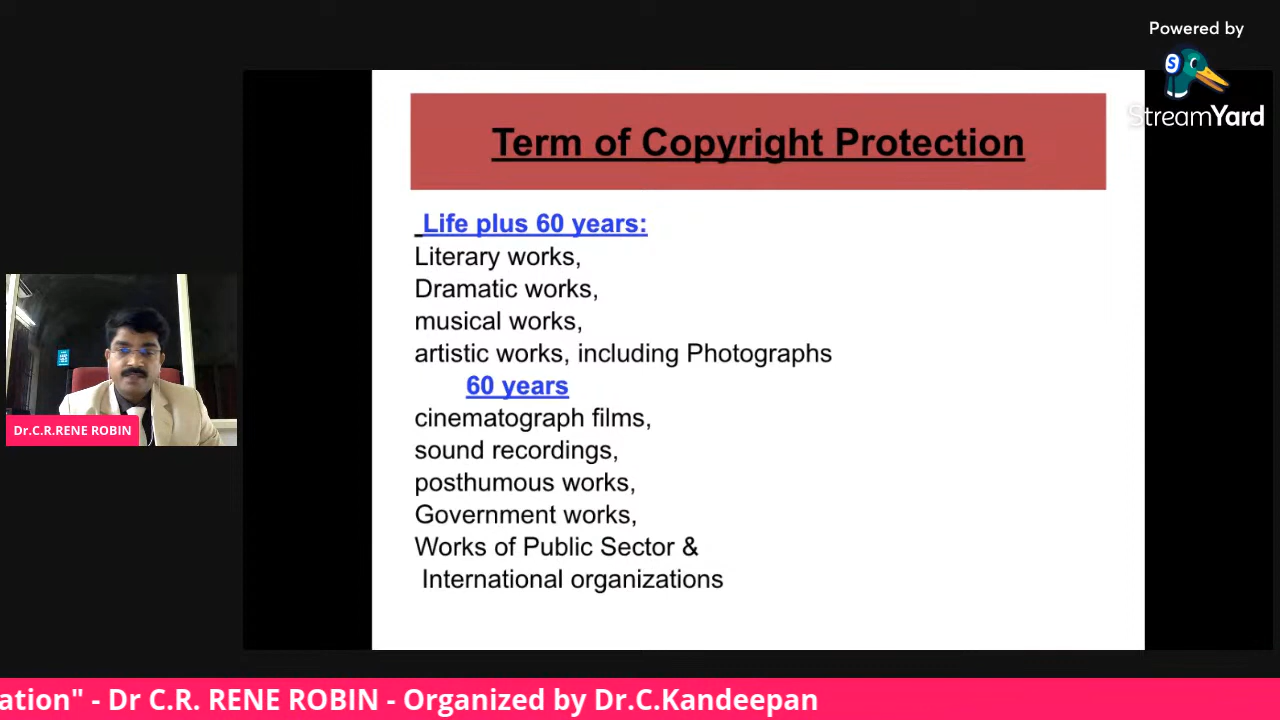 Powered by
S
StreamYard
Term of Copyright Protection
Life plus 60 years:
Literary works,
Dramatic works,
musical works,
artistic works, including Photographs
60 years
cinematograph films,
sound recordings,
posthumous works,
Government works,
Works of Public Sector &
International organizations
Dr.C.R.RENE ROBIN
ation" - Dr C.R. RENE ROBIN - Organized by Dr.C.Kandeepan